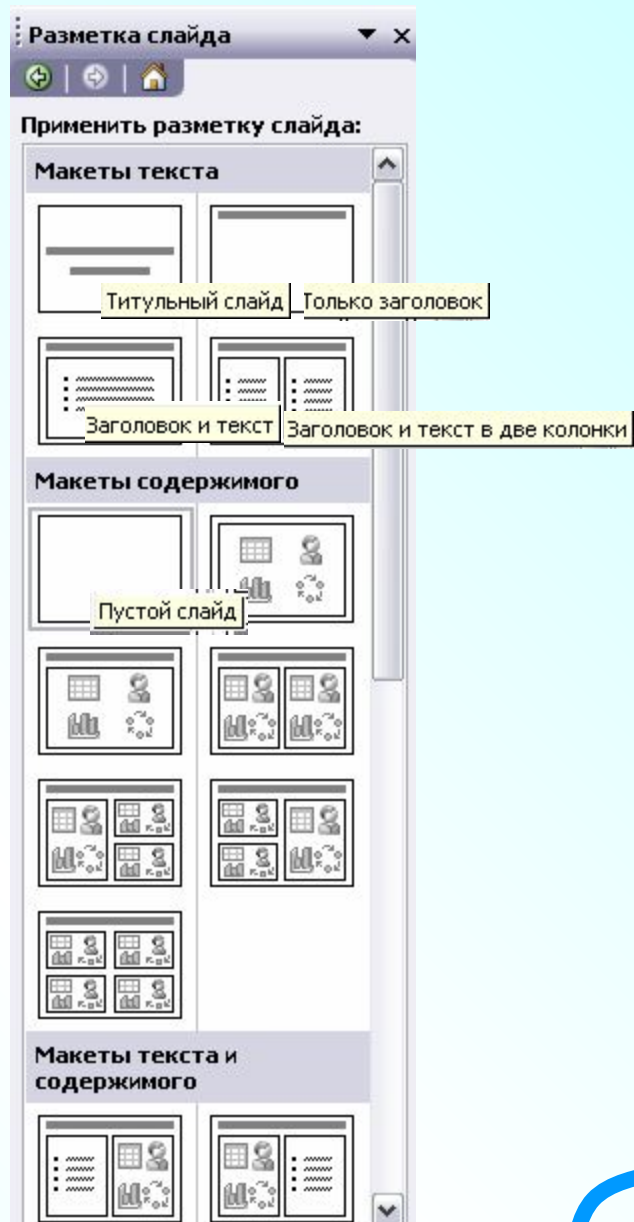 Разметка слайда
Применить разметку слайда:
Макеты текста
Титульный слайд
Только заголовок
Заголовок и текст
Заголовок и текст в две колонки
Макеты содержимого
Пустой слайд
Макеты текста и
содержимого